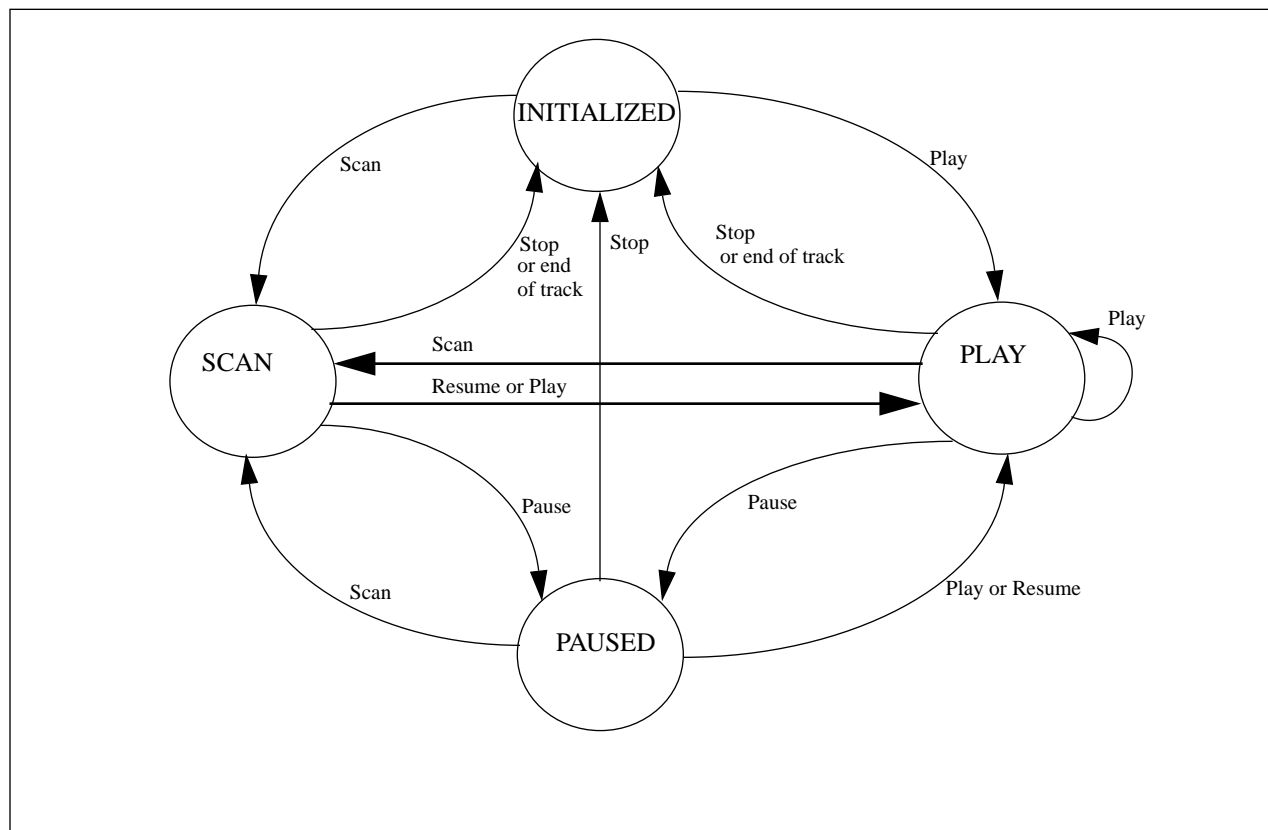 INITIALIZED
Scan
Play
Stop
or end
of track
Stop
Stop
or end of track
SCAN
PLAY
Play
Scan
Resume or Play
Pause
Pause
Scan
Play or Resume
PAUSED